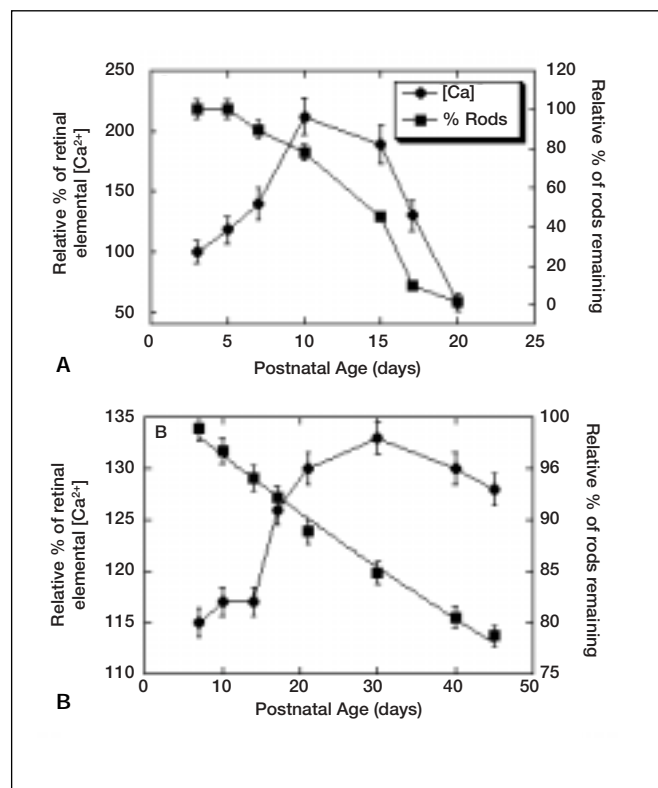 250
200
150
100
50
Relative % of retinal
elemental [Ca²⁺]
[Ca]
% Rods
120
100
80
60
40
20
0
Relative % of rods remaining
0 5 10 15 20 25
Postnatal Age (days)
A
135
130
125
120
115
110
Relative % of retinal
elemental [Ca²⁺]
B
100
96
90
85
80
75
Relative % of rods remaining
0 10 20 30 40 50
Postnatal Age (days)
B